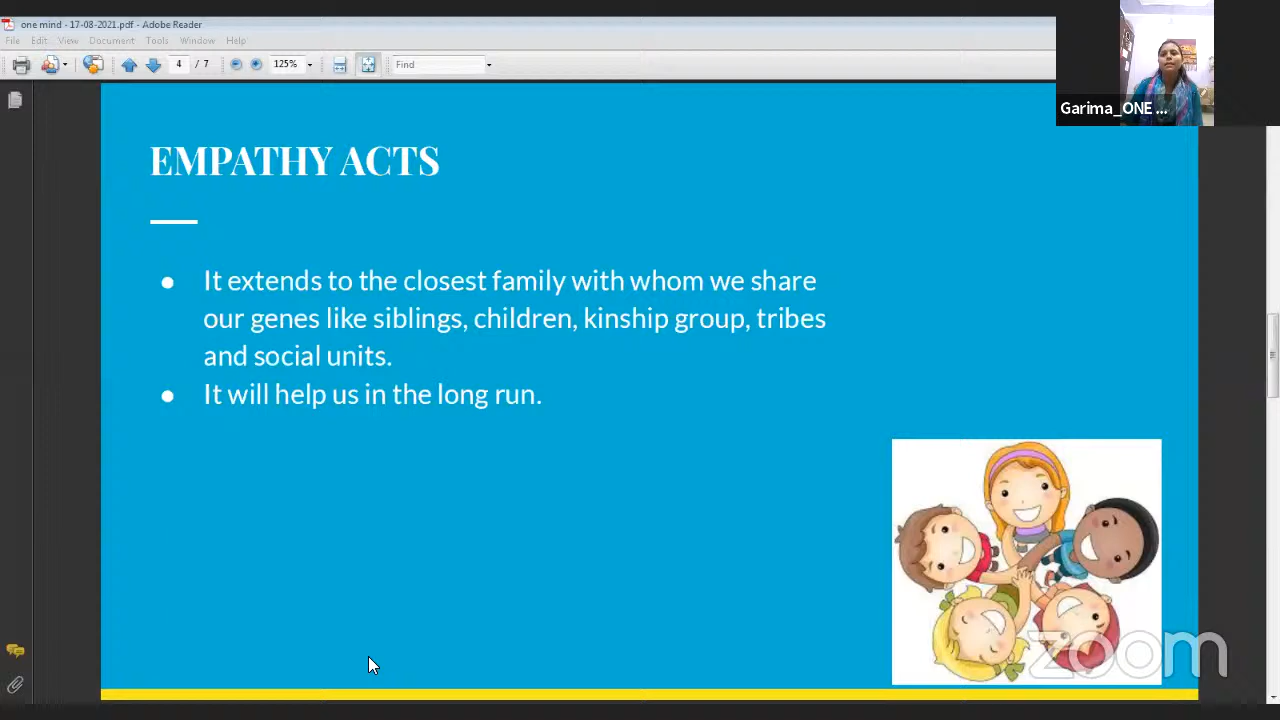 one mind - 17-08-2021.pdf - Adobe Reader
File Edit View Document Tools Window Help
4 / 7 125% Find
Garima_ONE ...
EMPATHY ACTS
It extends to the closest family with whom we share
our genes like siblings, children, kinship group, tribes
and social units.
It will help us in the long run.
zoom